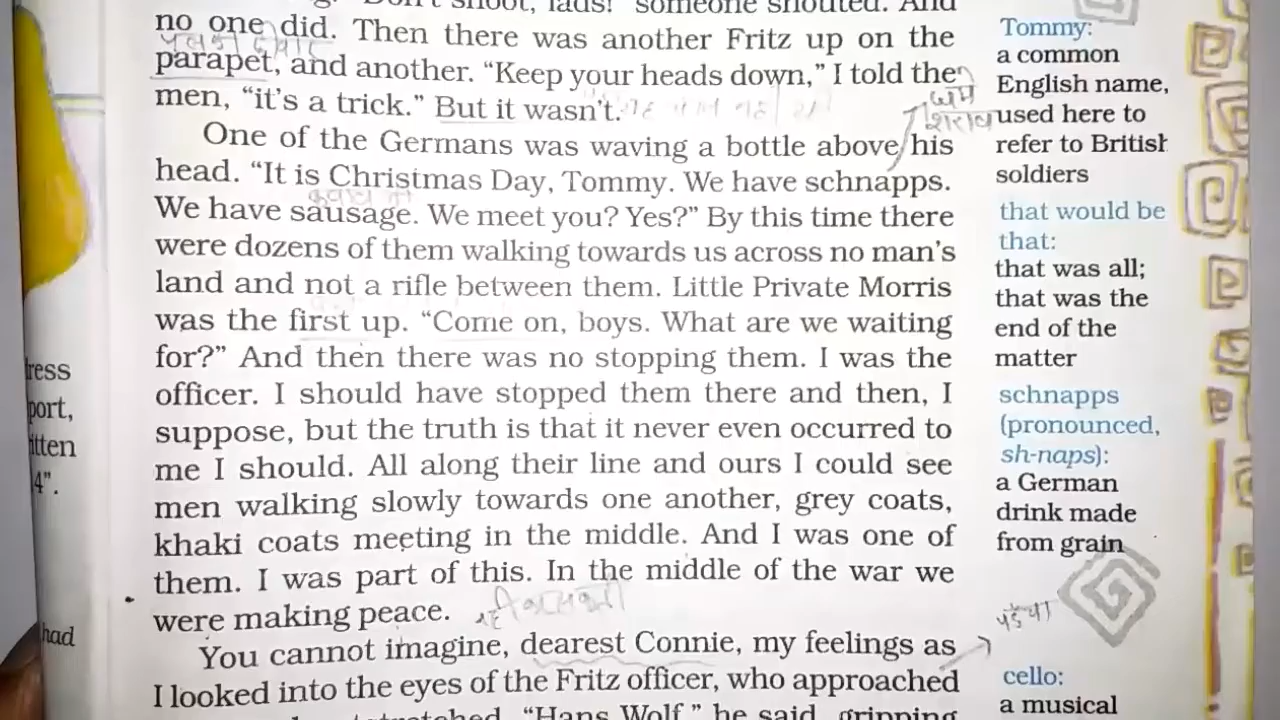 no one did. Then there was another Fritz up on the
parapet, and another. “Keep your heads down,” I told the
men, “it’s a trick.” But it wasn’t.
One of the Germans was waving a bottle above his
head. “It is Christmas Day, Tommy. We have schnapps.
We have sausage. We meet you? Yes?” By this time there
were dozens of them walking towards us across no man’s
land and not a rifle between them. Little Private Morris
was the first up. “Come on, boys. What are we waiting
for?” And then there was no stopping them. I was the
officer. I should have stopped them there and then, I
suppose, but the truth is that it never even occurred to
me I should. All along their line and ours I could see
men walking slowly towards one another, grey coats,
khaki coats meeting in the middle. And I was one of
them. I was part of this. In the middle of the war we
were making peace.
You cannot imagine, dearest Connie, my feelings as
I looked into the eyes of the Fritz officer, who approached
“Hans Wolf,” he said, gripping
Tommy:
a common
English name,
used here to
refer to British
soldiers
that would be
that:
that was all;
that was the
end of the
matter
schnapps
(pronounced,
sh-naps):
a German
drink made
from grain
cello:
a musical
ress
port,
itten
4”.
had